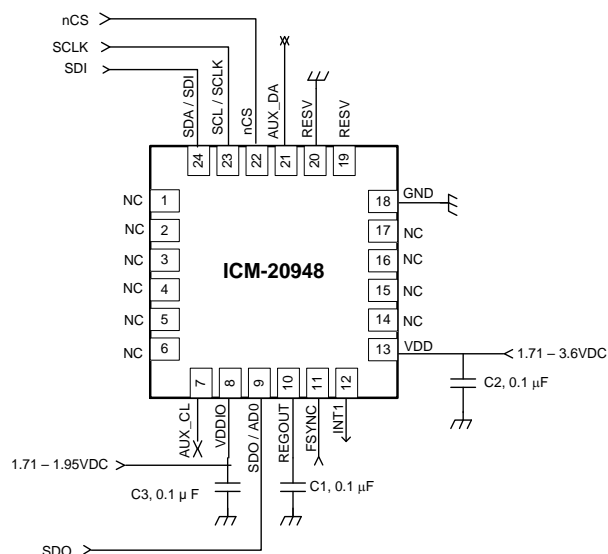 nCS
SCLK
SDI
SDA / SDI
SCL / SCLK
nCS
AUX_DA
RESV
RESV
24
23
22
21
20
19
NC
1
18
GND
NC
2
17
NC
NC
3
16
NC
ICM-20948
NC
4
15
NC
NC
5
14
NC
NC
6
13
VDD
1.71 – 3.6VDC
7
8
9
10
11
12
C2, 0.1 μF
AUX_CL
VDDIO
SDO / AD0
REGOUT
FSYNC
INT1
1.71 – 1.95VDC
C3, 0.1 μ F
C1, 0.1 μF
SDO